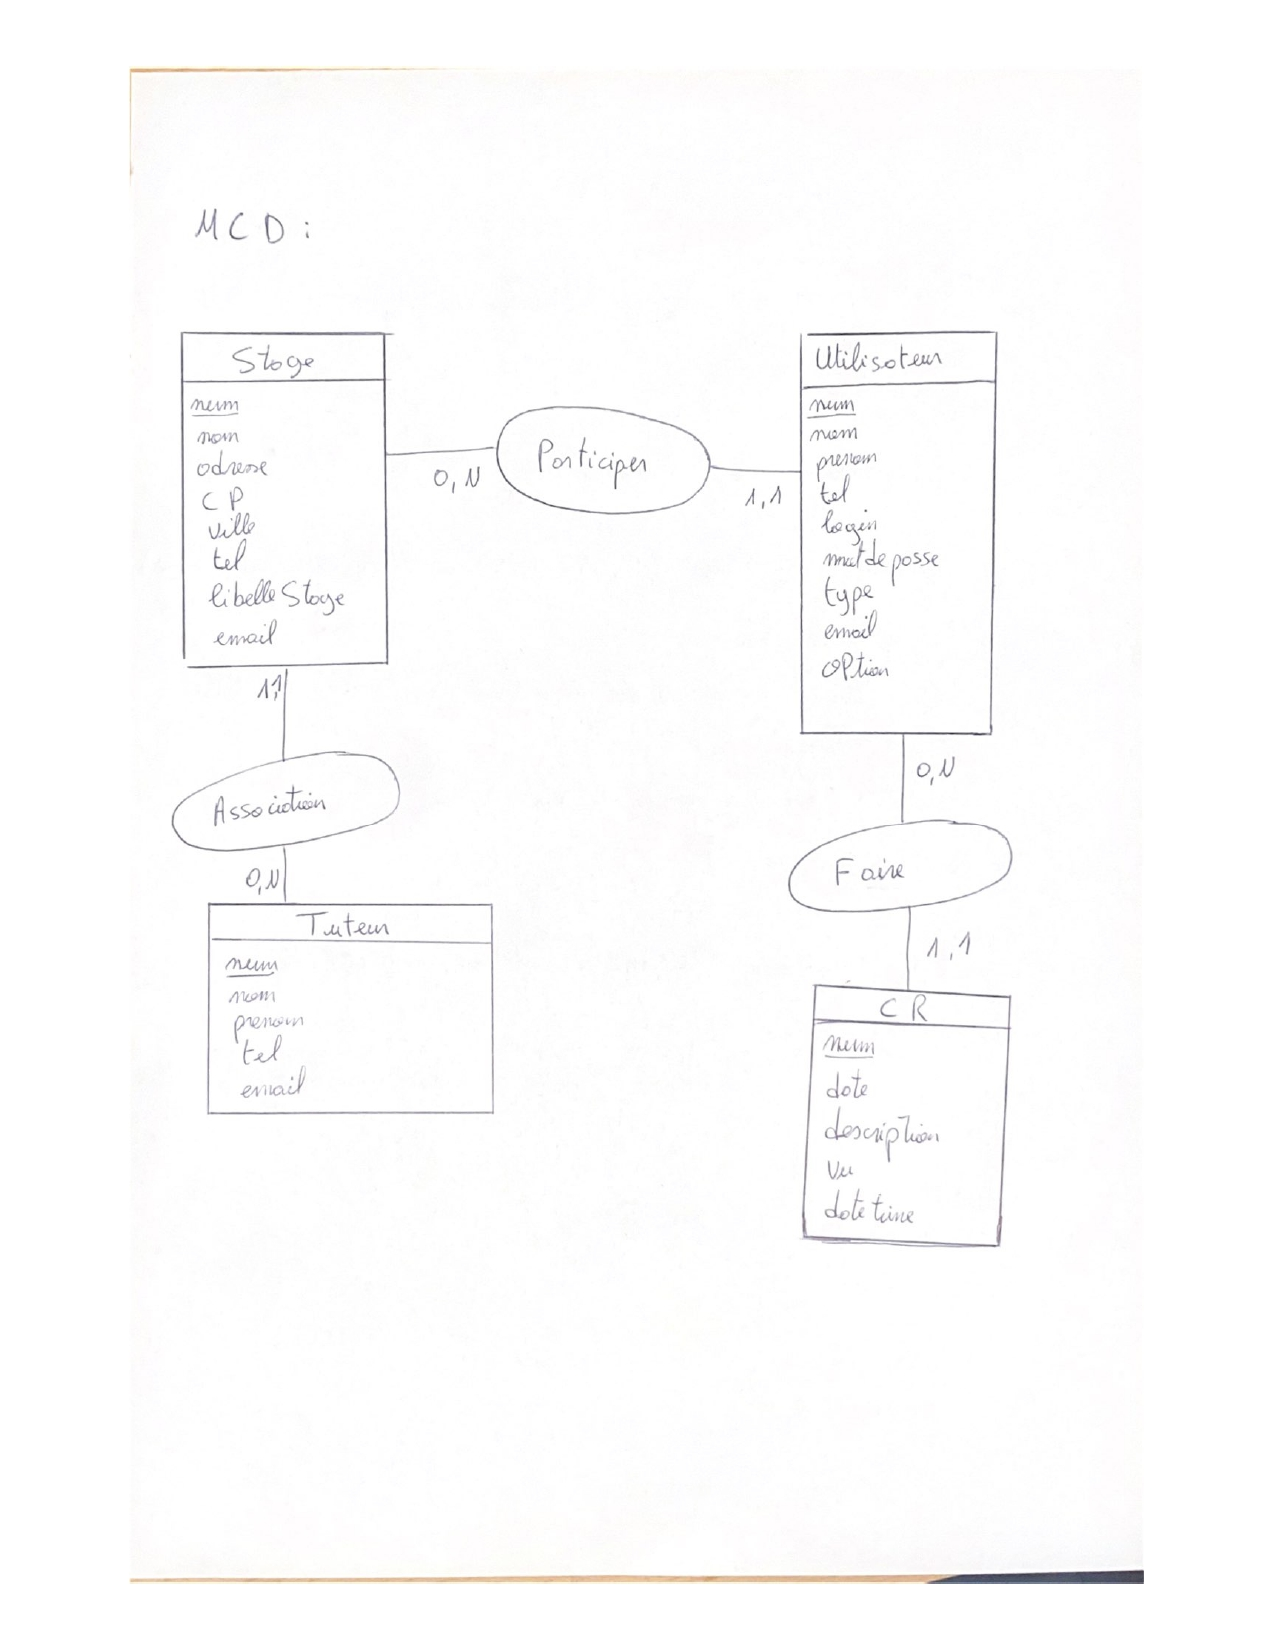 MCD :
Stage
num
nom
adresse
CP
ville
tel
libelle Stage
email
0,N
Participer
1,1
Utilisateur
num
nom
prenom
tel
login
mot de passe
type
email
OPtion
1,1
Association
0,N
Tuteur
num
nom
prenom
tel
email
0,N
Faire
1,1
CR
num
date
description
Vu
date time